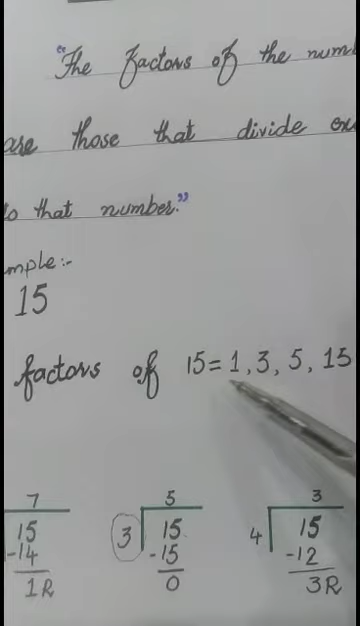 "The factors of the num
are those that divide
to that number."
mple:-
15
factors of 15 = 1, 3, 5, 15
7 5 3
15 3 15 4 15
-14 -15 -12
1R 0 3R